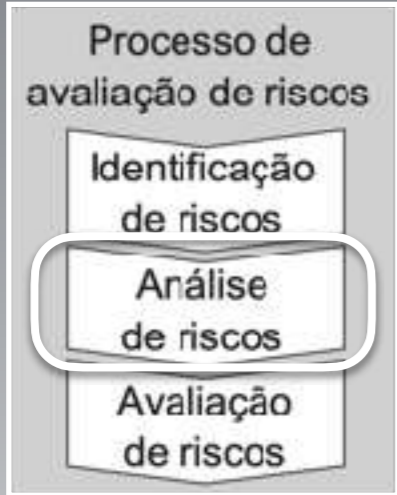 Processo de
avaliação de riscos
Identificação
de riscos
Análise
de riscos
Avaliação
de riscos